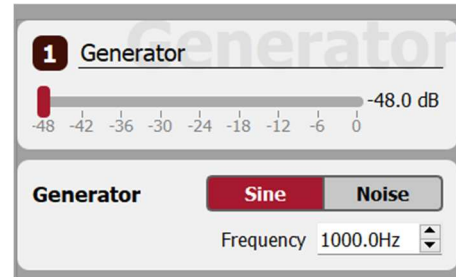 Generator
1 Generator
-48.0 dB
-48 -42 -36 -30 -24 -18 -12 -6 0
Generator Sine Noise
Frequency 1000.0Hz